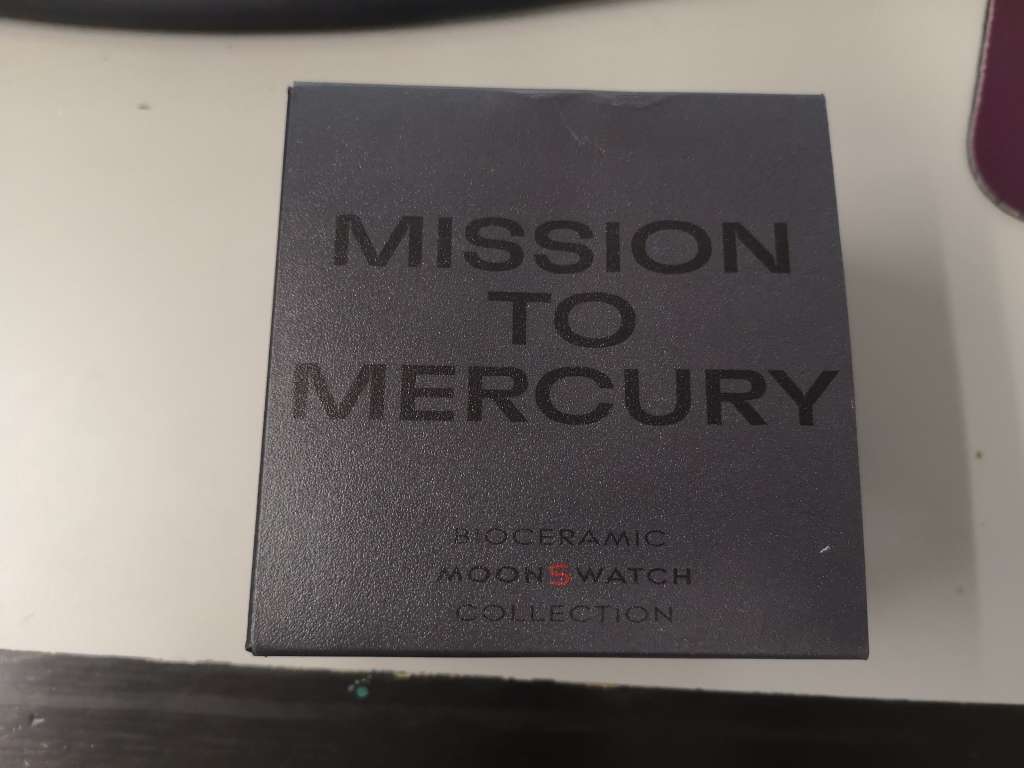 MISSION
TO
MERCURY
BIOCERAMIC
MOONSWATCH
COLLECTION